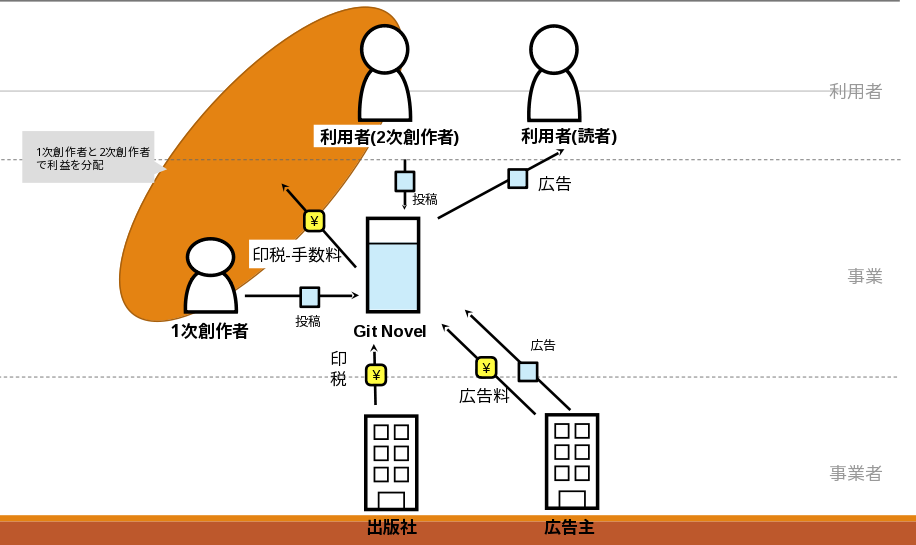 利用者
利用者(2次創作者)
利用者(読者)
1次創作者と2次創作者
で利益を分配
投稿
広告
¥
印税-手数料
事業
1次創作者
投稿
Git Novel
印
税
¥
広告
¥
広告料
事業者
出版社
広告主